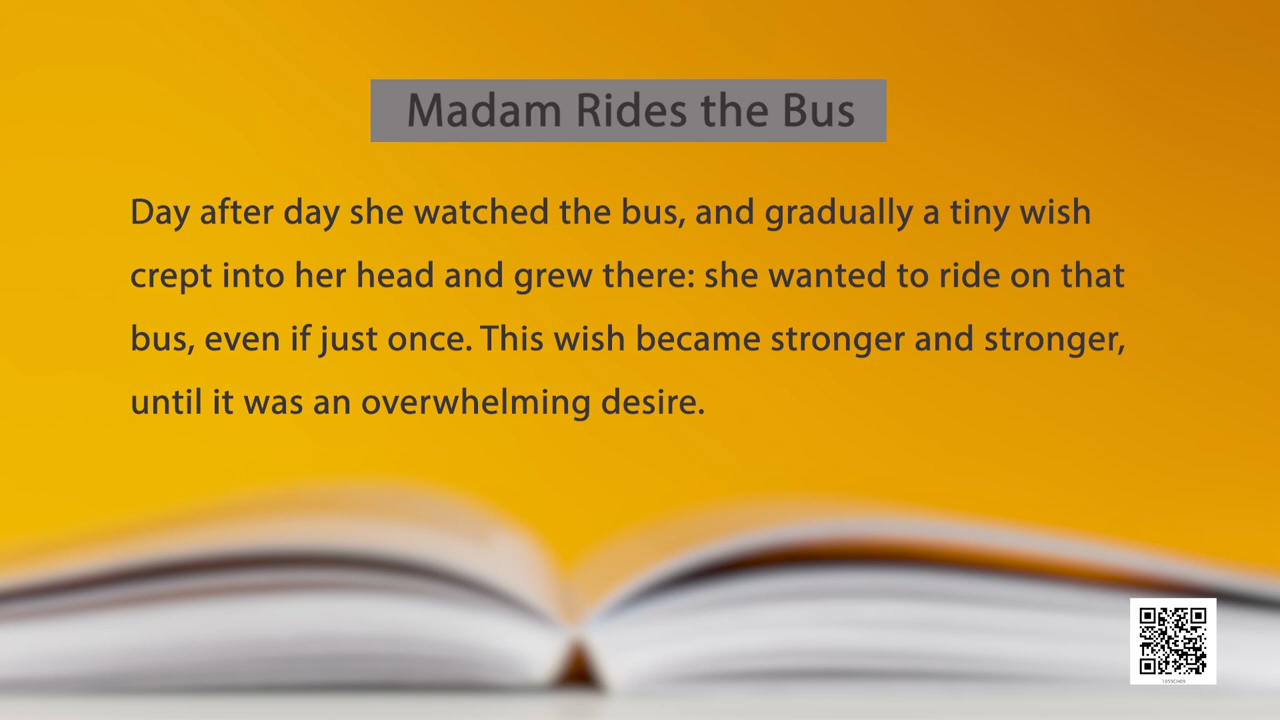 Madam Rides the Bus
Day after day she watched the bus, and gradually a tiny wish
crept into her head and grew there: she wanted to ride on that
bus, even if just once. This wish became stronger and stronger,
until it was an overwhelming desire.
1059CH09